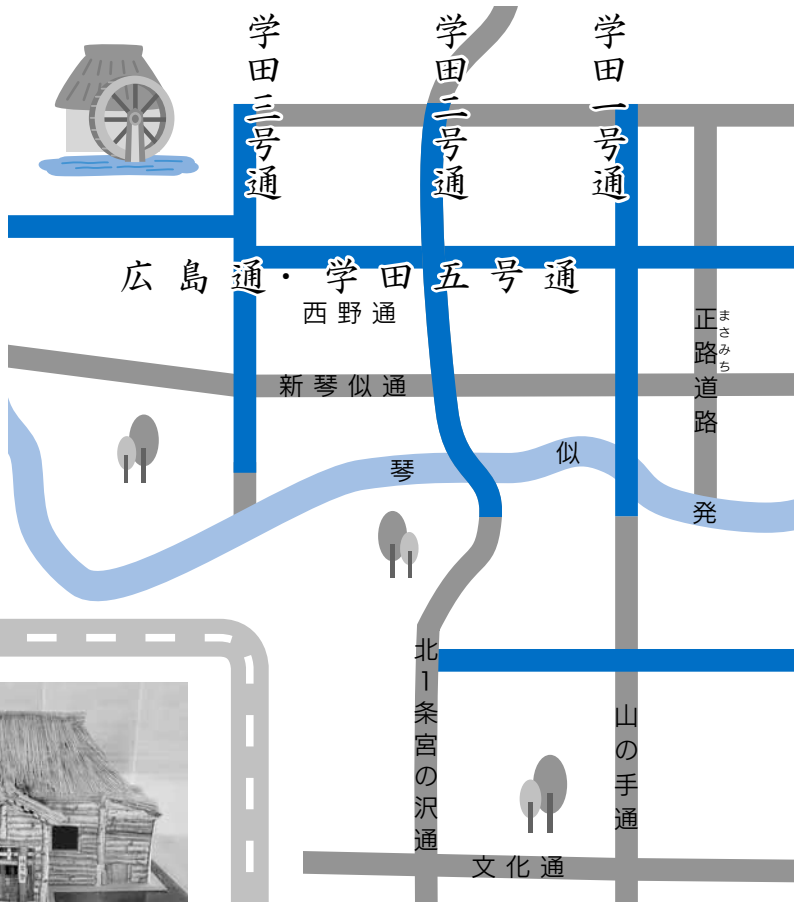 学田三号通
学田二号通
学田一号通
広島通・学田五号通
西野通
正路道路
まさみち
新琴似通
琴似発
北1条宮の沢通
山の手通
文化通